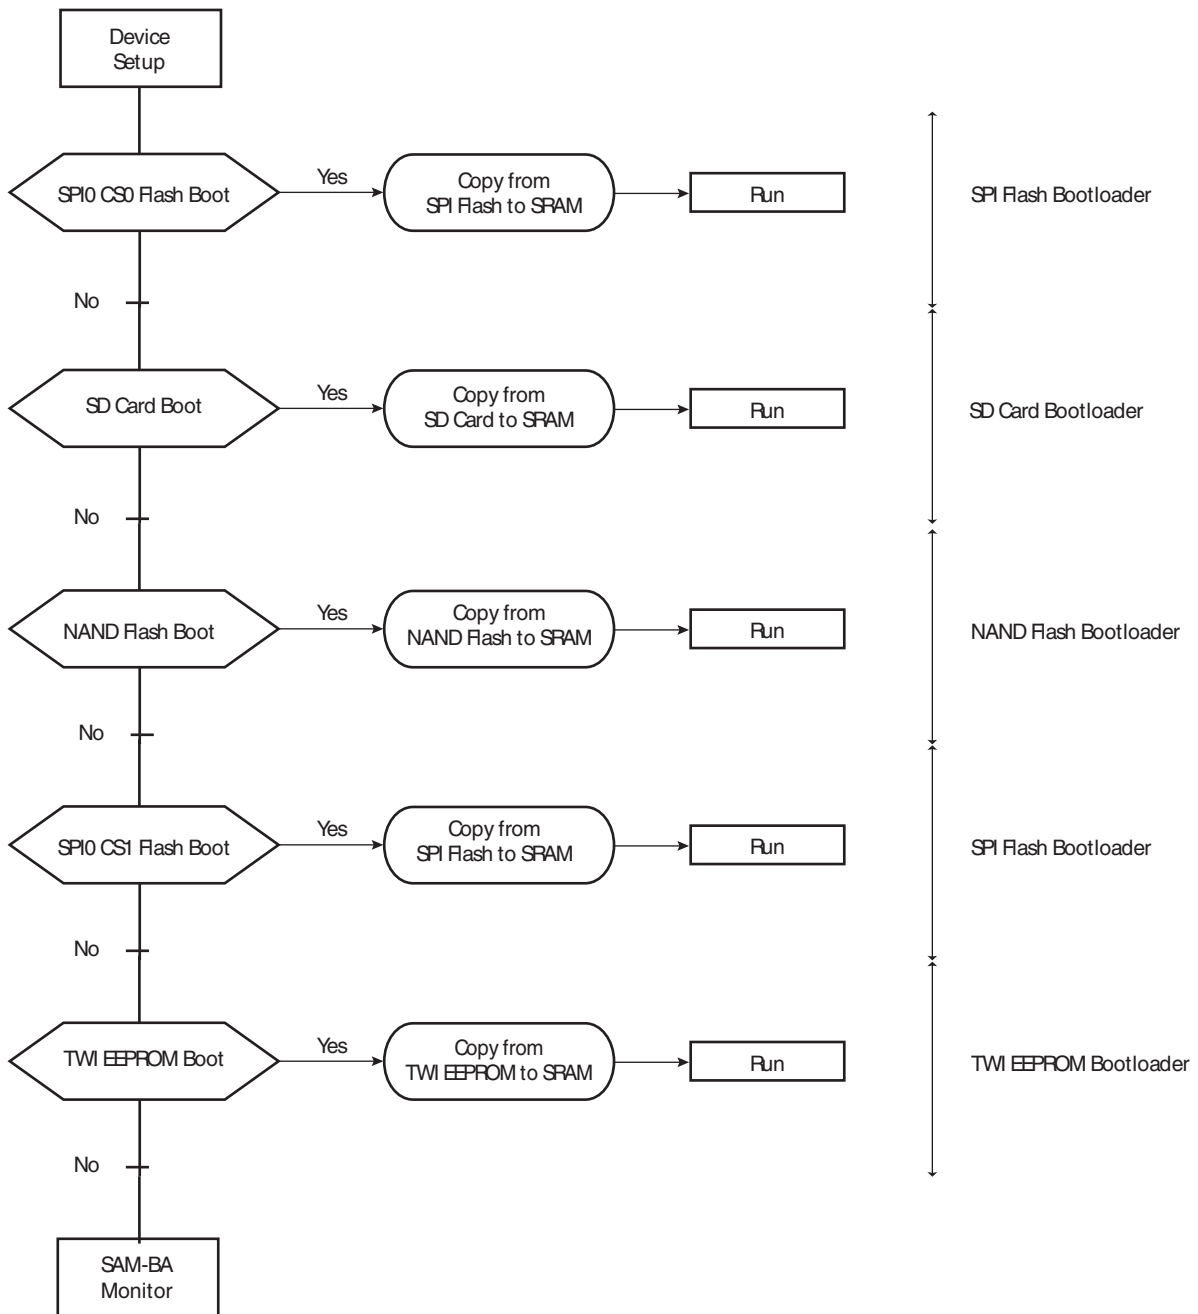 Device
Setup
SPI0 CS0 Flash Boot
Yes
Copy from
SPI Flash to SRAM
Run
SPI Flash Bootloader
No
SD Card Boot
Yes
Copy from
SD Card to SRAM
Run
SD Card Bootloader
No
NAND Flash Boot
Yes
Copy from
NAND Flash to SRAM
Run
NAND Flash Bootloader
No
SPI0 CS1 Flash Boot
Yes
Copy from
SPI Flash to SRAM
Run
SPI Flash Bootloader
No
TWI EEPROM Boot
Yes
Copy from
TWI EEPROM to SRAM
Run
TWI EEPROM Bootloader
No
SAM-BA
Monitor